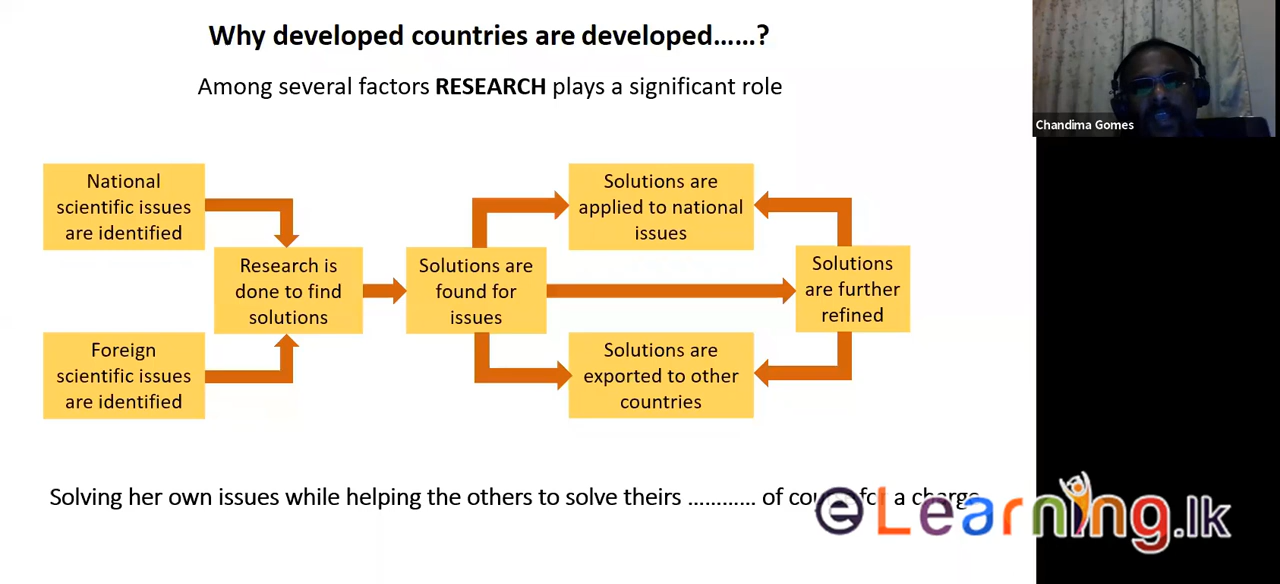 Why developed countries are developed......?
Among several factors RESEARCH plays a significant role
Chandima Gomes
National
scientific issues
are identified
Foreign
scientific issues
are identified
Research is
done to find
solutions
Solutions are
found for
issues
Solutions are
applied to national
issues
Solutions are
exported to other
countries
Solutions
are further
refined
Solving her own issues while helping the others to solve theirs ............ of for a charge
eLearning.lk